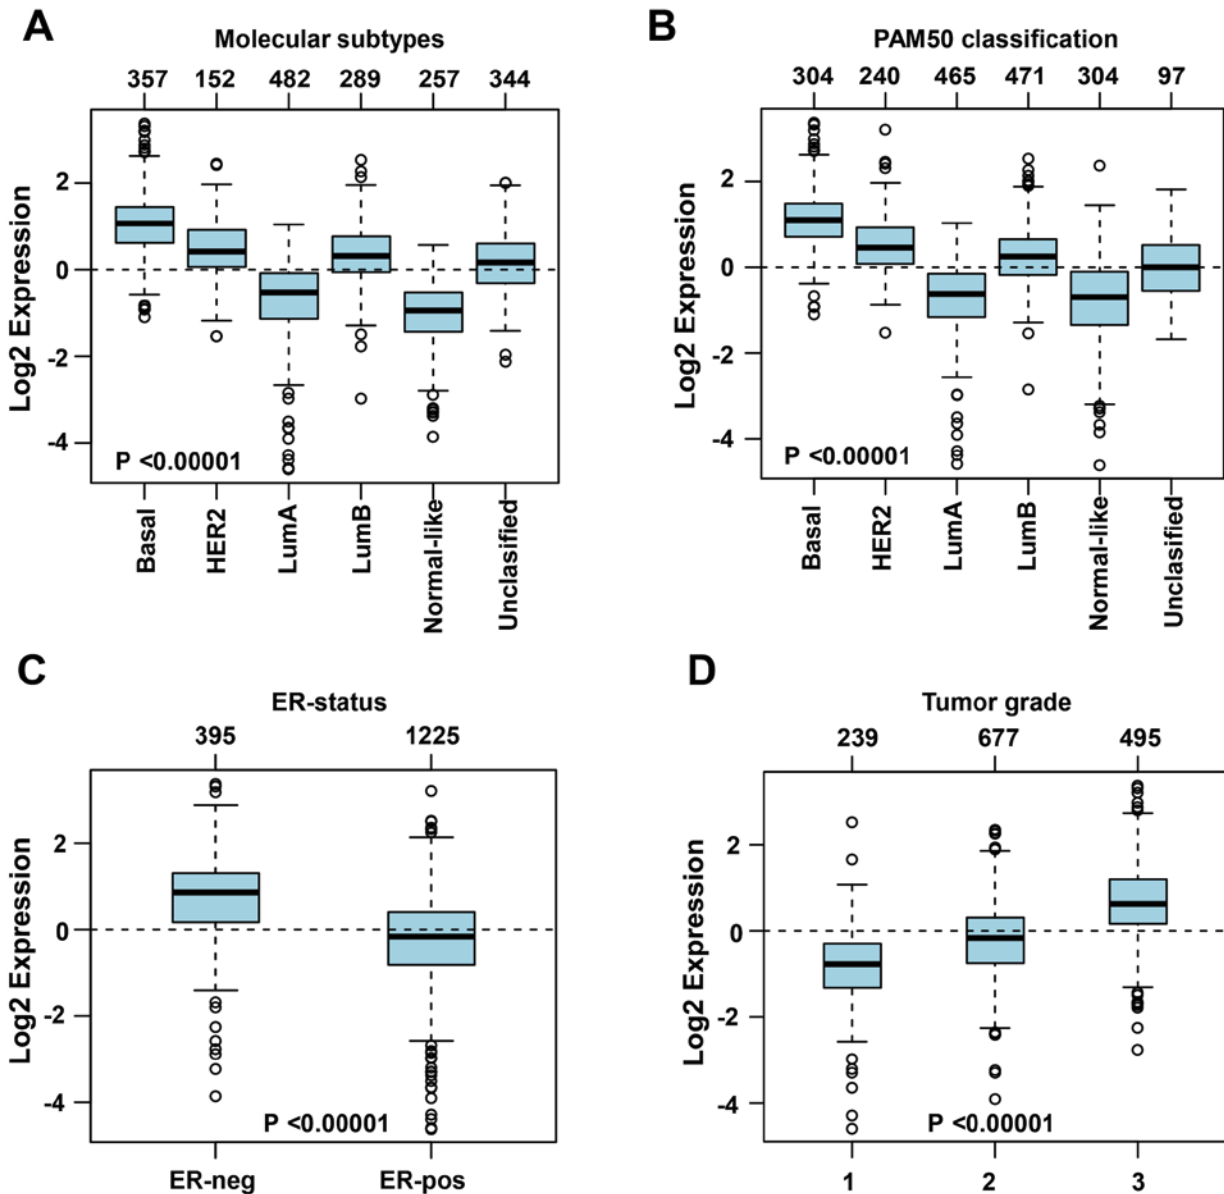 A
Molecular subtypes
357 152 482 289 257 344
Log2 Expression
2
0
-2
-4
P <0.00001
Basal
HER2
LumA
LumB
Normal-like
Unclassified
B
PAM50 classification
304 240 465 471 304 97
Log2 Expression
2
0
-2
-4
P <0.00001
Basal
HER2
LumA
LumB
Normal-like
Unclassified
C
ER-status
395 1225
Log2 Expression
2
0
-2
-4
P <0.00001
ER-neg ER-pos
D
Tumor grade
239 677 495
Log2 Expression
2
0
-2
-4
P <0.00001
1 2 3